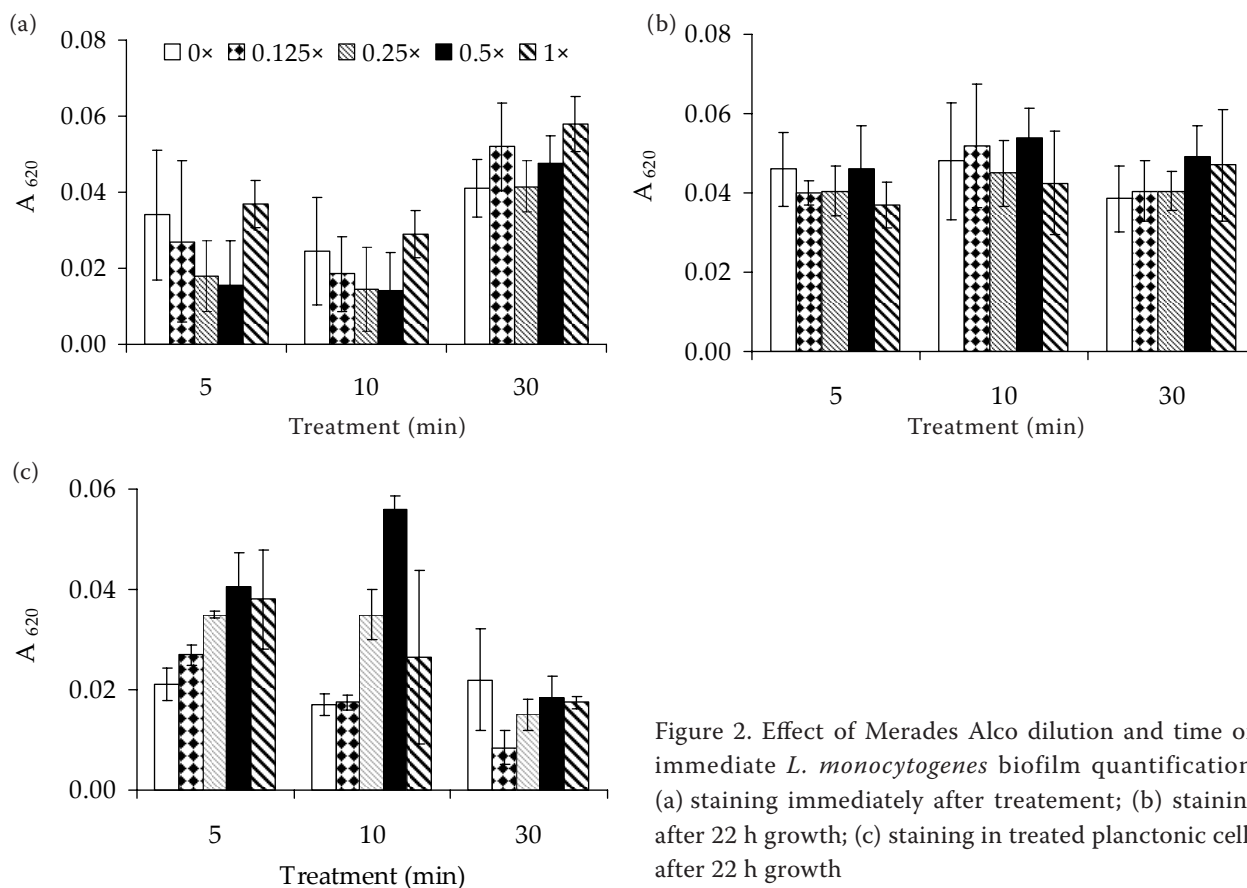 (a)
0.08
0× 0.125× 0.25× 0.5× 1×
0.06
A 620
0.04
0.02
0.00
5 10 30
Treatment (min)
(b)
0.08
0.06
A 620
0.04
0.02
0.00
5 10 30
Treatment (min)
(c)
0.06
0.04
A 620
0.02
0.00
5 10 30
Treatment (min)
Figure 2. Effect of Merades Alco dilution and time o
immediate L. monocytogenes biofilm quantification
(a) staining immediately after treatement; (b) stainin
after 22 h growth; (c) staining in treated planctonic cell
after 22 h growth